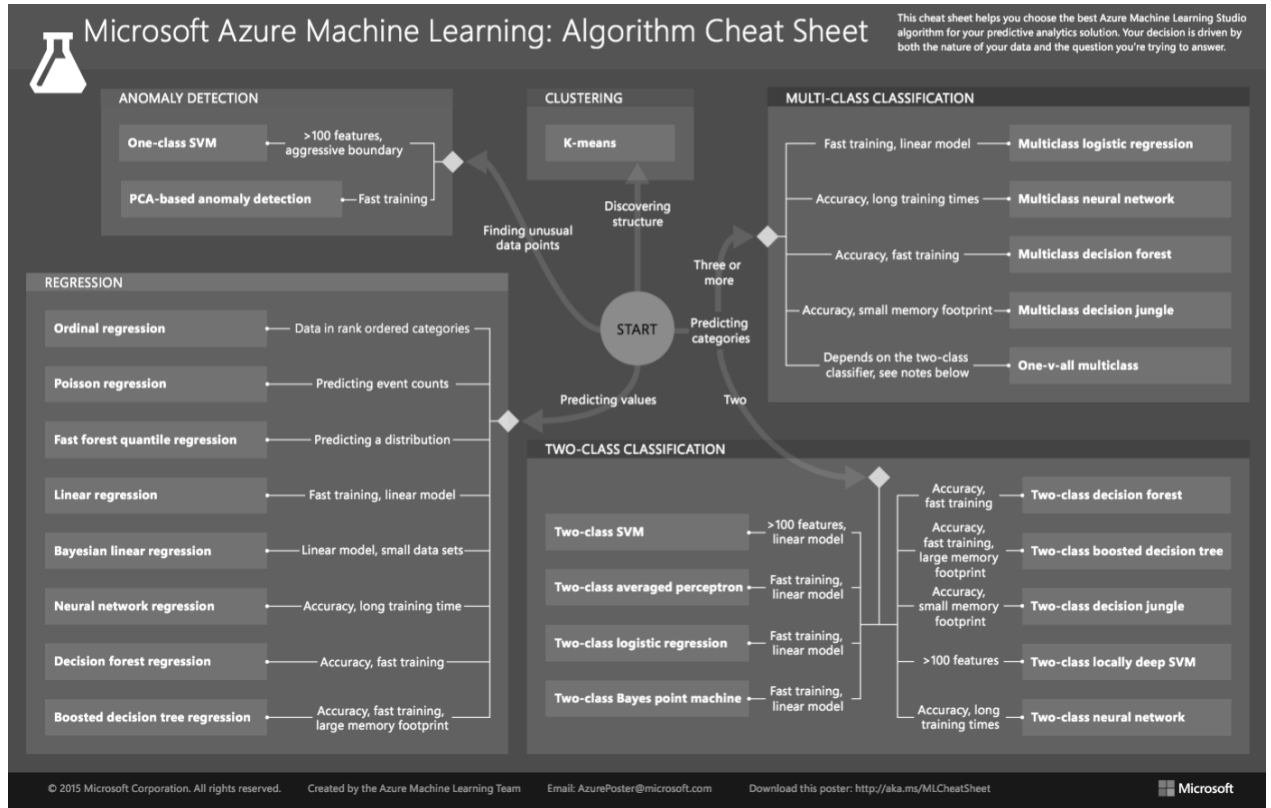 Microsoft Azure Machine Learning: Algorithm Cheat Sheet
This cheat sheet helps you choose the best Azure Machine Learning Studio
algorithm for your predictive analytics solution. Your decision is driven by
both the nature of your data and the question you're trying to answer.
ANOMALY DETECTION
One-class SVM
>100 features,
aggressive boundary
PCA-based anomaly detection
Fast training
CLUSTERING
K-means
MULTI-CLASS CLASSIFICATION
Fast training, linear model
Multiclass logistic regression
Accuracy, long training times
Multiclass neural network
Accuracy, fast training
Multiclass decision forest
Accuracy, small memory footprint
Multiclass decision jungle
Depends on the two-class
classifier, see notes below
One-v-all multiclass
Finding unusual
data points
Discovering
structure
Three or
more
START
Predicting
categories
Predicting values
Two
REGRESSION
Ordinal regression
Data in rank ordered categories
Poisson regression
Predicting event counts
Fast forest quantile regression
Predicting a distribution
Linear regression
Fast training, linear model
Bayesian linear regression
Linear model, small data sets
Neural network regression
Accuracy, long training time
Decision forest regression
Accuracy, fast training
Boosted decision tree regression
Accuracy, fast training,
large memory footprint
TWO-CLASS CLASSIFICATION
Two-class SVM
>100 features,
linear model
Two-class averaged perceptron
Fast training,
linear model
Two-class logistic regression
Fast training,
linear model
Two-class Bayes point machine
Fast training,
linear model
Accuracy,
fast training
Two-class decision forest
Accuracy,
fast training,
large memory
footprint
Two-class boosted decision tree
Accuracy,
small memory
footprint
Two-class decision jungle
>100 features
Two-class locally deep SVM
Accuracy, long
training times
Two-class neural network
© 2015 Microsoft Corporation. All rights reserved.
Created by the Azure Machine Learning Team
Email: AzurePoster@microsoft.com
Download this poster: http://aka.ms/MLCheatSheet
Microsoft